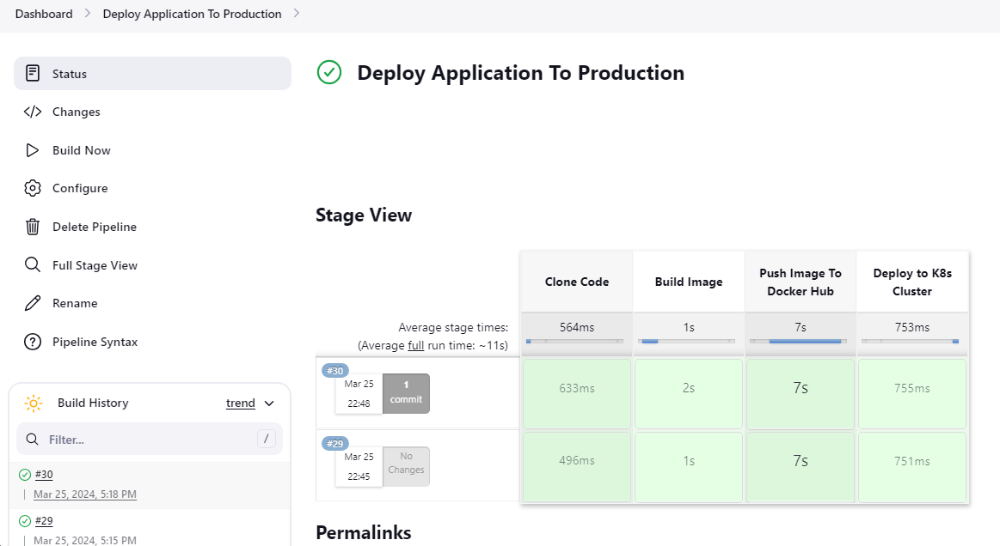 Dashboard
Deploy Application To Production
Status
Changes
Build Now
Configure
Delete Pipeline
Full Stage View
Rename
Pipeline Syntax
Build History
trend
Filter...
/
#30
Mar 25, 2024, 5:18 PM
#29
Mar 25, 2024, 5:15 PM
Deploy Application To Production
Stage View
Clone Code
Build Image
Push Image To
Docker Hub
Deploy to K8s
Cluster
Average stage times:
(Average full run time: ~11s)
564ms
1s
7s
753ms
#30
Mar 25
22:48
1
commit
633ms
2s
7s
755ms
#29
Mar 25
22:45
No
Changes
496ms
1s
7s
751ms
Permalinks